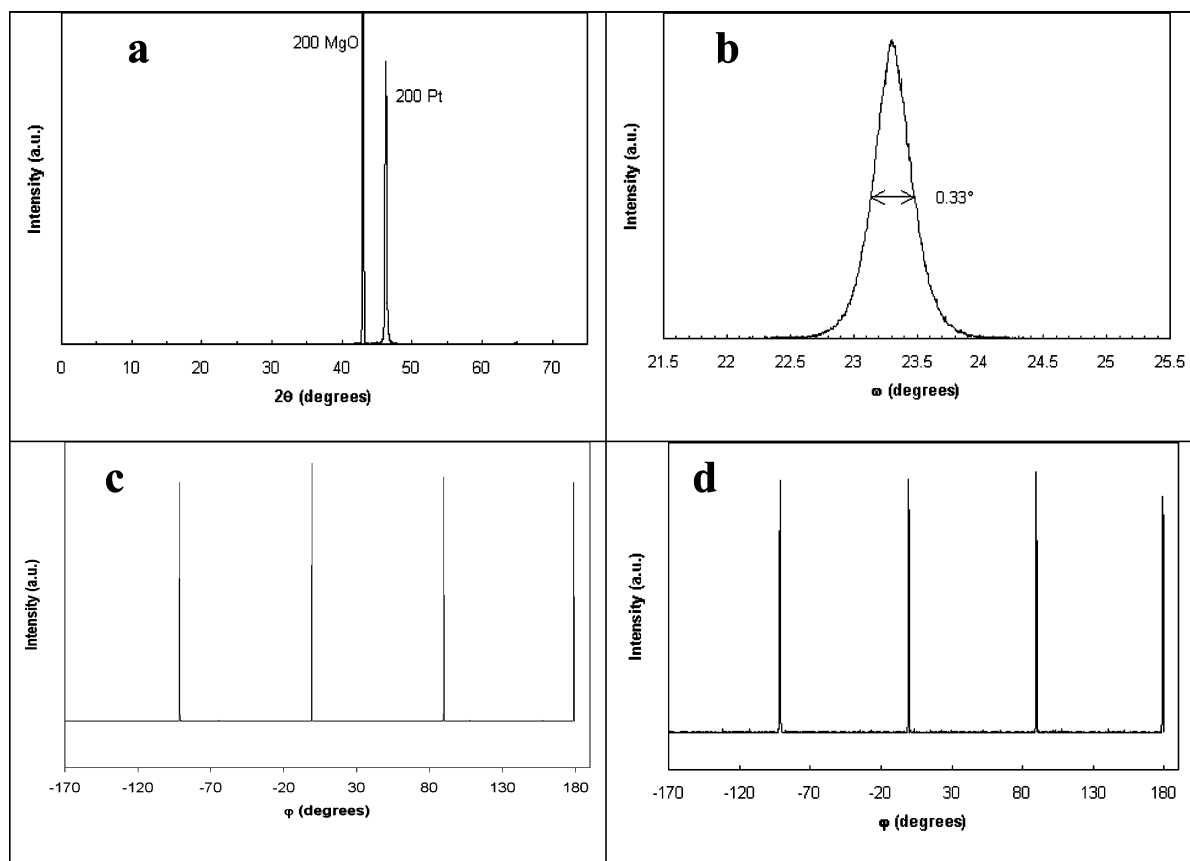 a
200 MgO
200 Pt
Intensity (a.u.)
0 10 20 30 40 50 60 70
2θ (degrees)
b
0.33°
Intensity (a.u.)
21.5 22 22.5 23 23.5 24 24.5 25 25.5
ω (degrees)
c
Intensity (a.u.)
-170 -120 -70 -20 30 80 130 180
φ (degrees)
d
Intensity (a.u.)
-170 -120 -70 -20 30 80 130 180
φ (degrees)